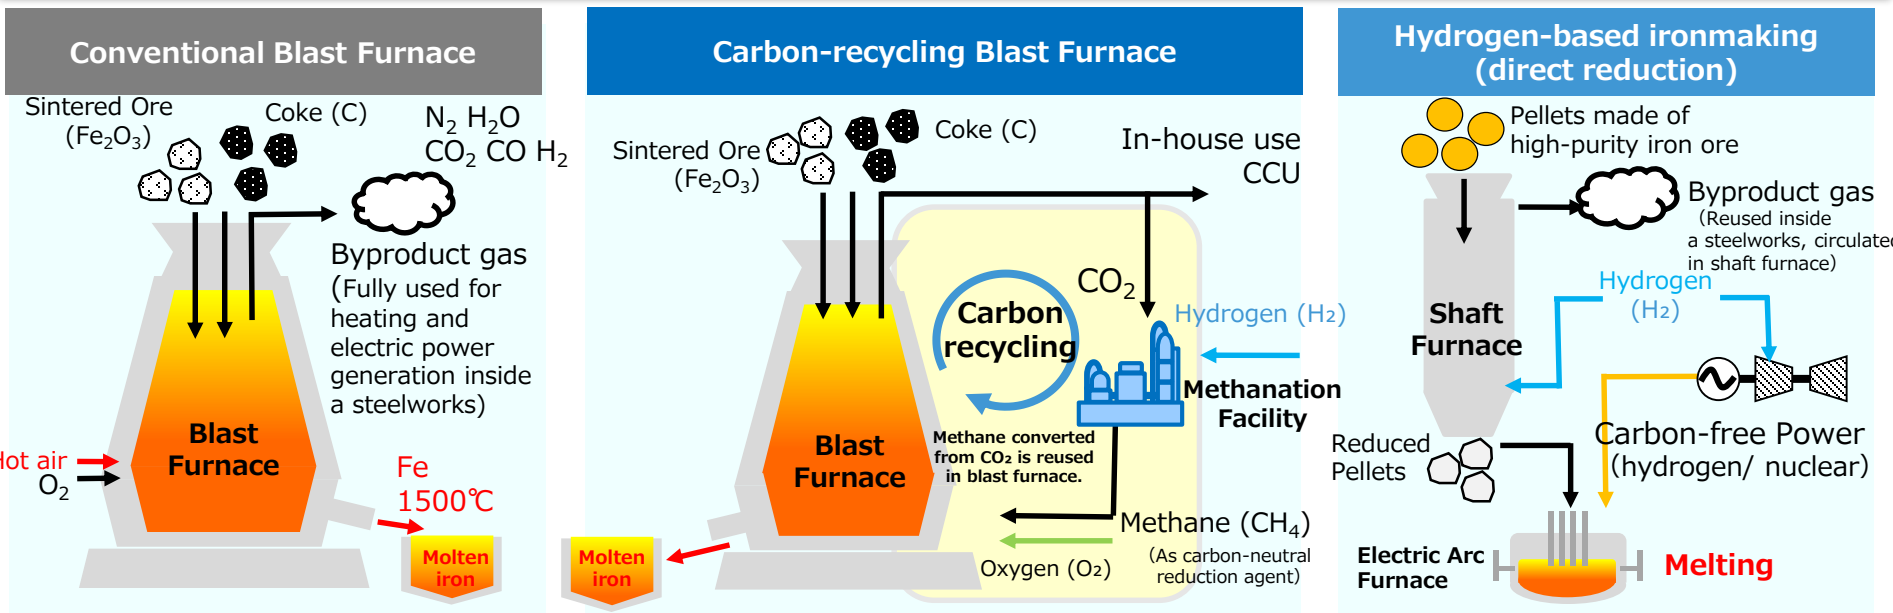 Conventional Blast Furnace
Sintered Ore
(Fe₂O₃)
Coke (C)
N₂ H₂O
CO₂ CO H₂
Byproduct gas
(Fully used for
heating and
electric power
generation inside
a steelworks)
Blast
Furnace
Hot air
O₂
Fe
1500℃
Molten
iron
Carbon-recycling Blast Furnace
Sintered Ore
(Fe₂O₃)
Coke (C)
In-house use
CCU
CO₂
Carbon
recycling
Hydrogen (H₂)
Methanation
Facility
Methane converted
from CO₂ is reused
in blast furnace.
Blast
Furnace
Methane (CH₄)
(As carbon-neutral
reduction agent)
Oxygen (O₂)
Molten
iron
Hydrogen-based ironmaking
(direct reduction)
Pellets made of
high-purity iron ore
Byproduct gas
（Reused inside
a steelworks, circulated
in shaft furnace)
Hydrogen
(H₂)
Shaft
Furnace
Carbon-free Power
(hydrogen/ nuclear)
Reduced
Pellets
Electric Arc
Furnace
Melting